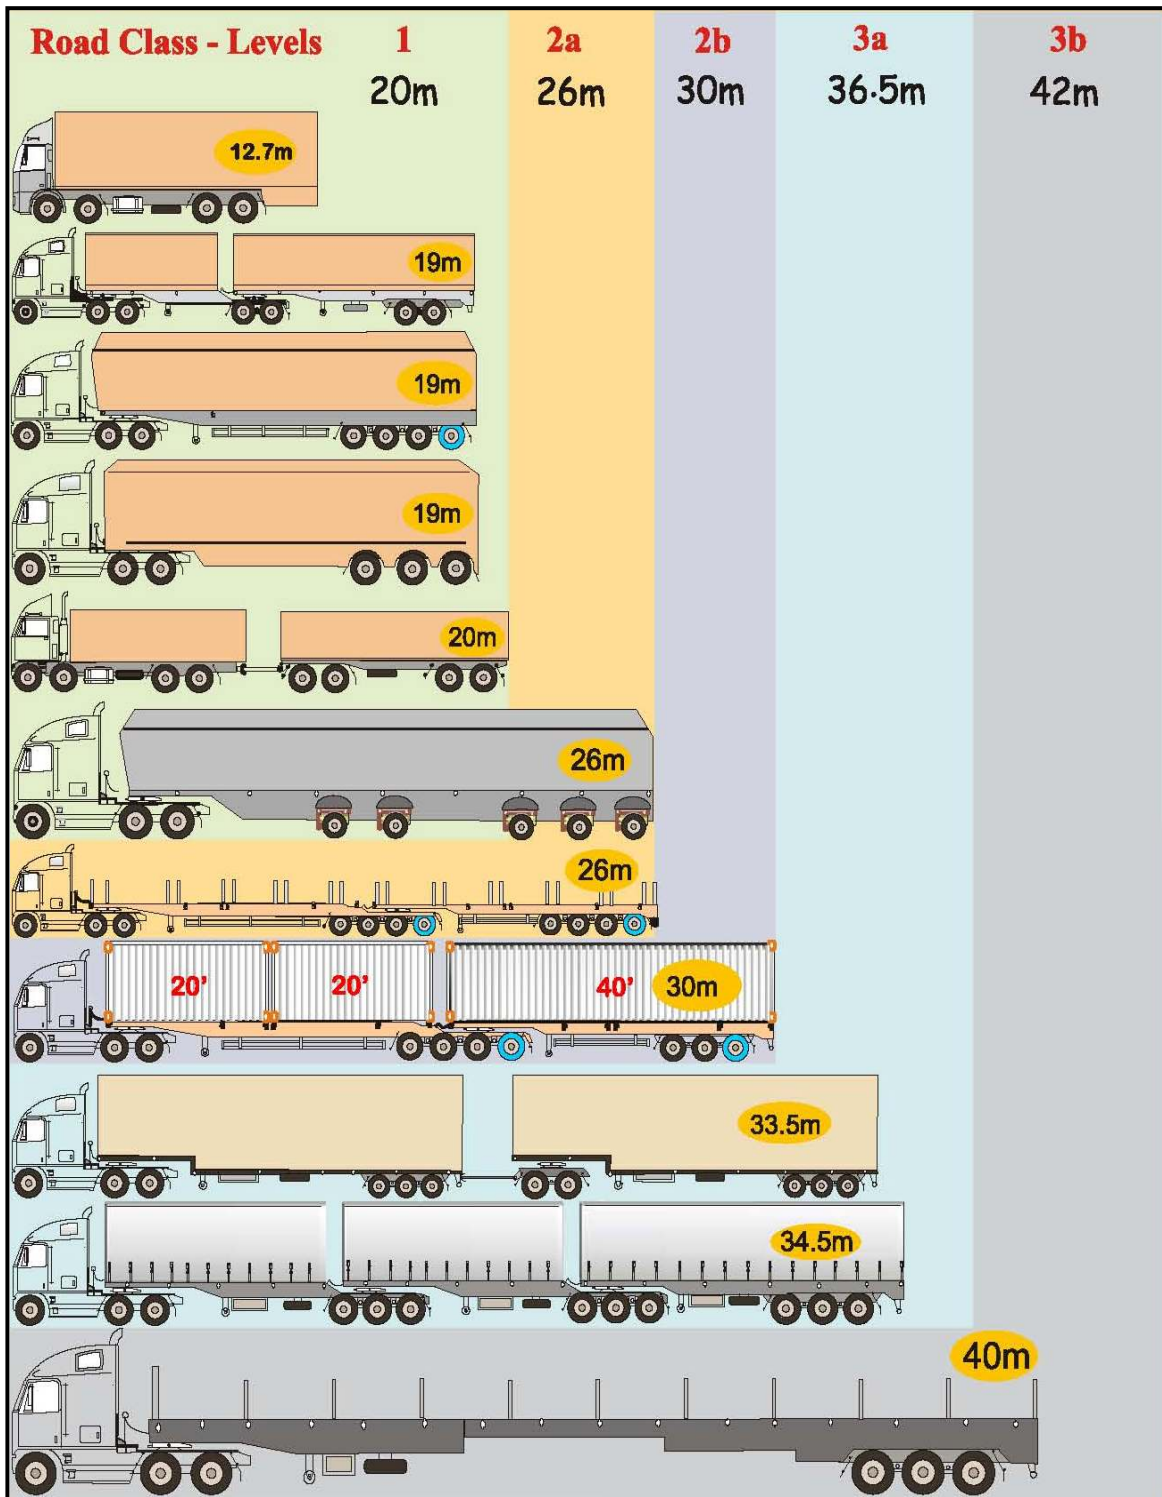 Road Class - Levels 1 2a 2b 3a 3b
20m 26m 30m 36.5m 42m
12.7m
19m
19m
19m
20m
26m
26m
20' 20' 40' 30m
33.5m
34.5m
40m